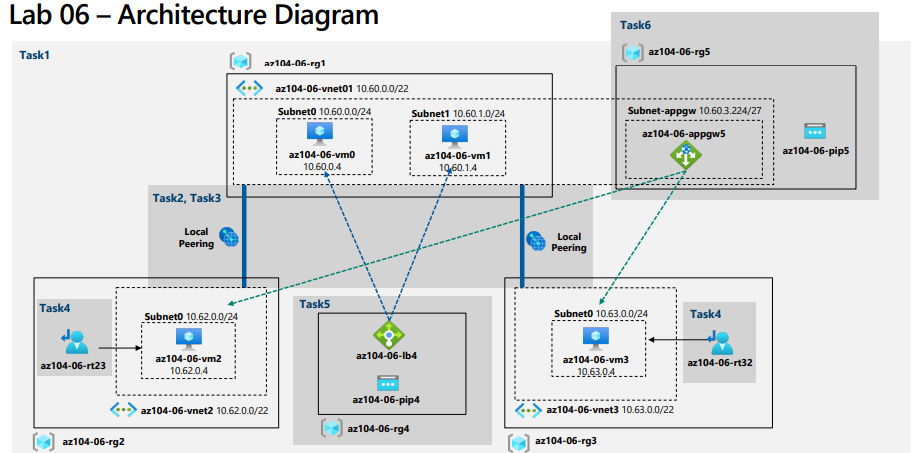 Lab 06 – Architecture Diagram
Task1
Task6
az104-06-rg1
az104-06-rg5
az104-06-vnet01 10.60.0.0/22
Subnet0 10.60.0.0/24
Subnet1 10.60.1.0/24
Subnet-appgw 10.60.3.224/27
az104-06-vm0
10.60.0.4
az104-06-vm1
10.60.1.4
az104-06-appgw5
az104-06-pip5
Task2, Task3
Local
Peering
Local
Peering
Task4
Subnet0 10.62.0.0/24
az104-06-rt23
az104-06-vm2
10.62.0.4
az104-06-vnet2 10.62.0.0/22
az104-06-rg2
Task5
az104-06-lb4
az104-06-pip4
az104-06-rg4
Subnet0 10.63.0.0/24
Task4
az104-06-vm3
10.63.0.4
az104-06-rt32
az104-06-vnet3 10.63.0.0/22
az104-06-rg3